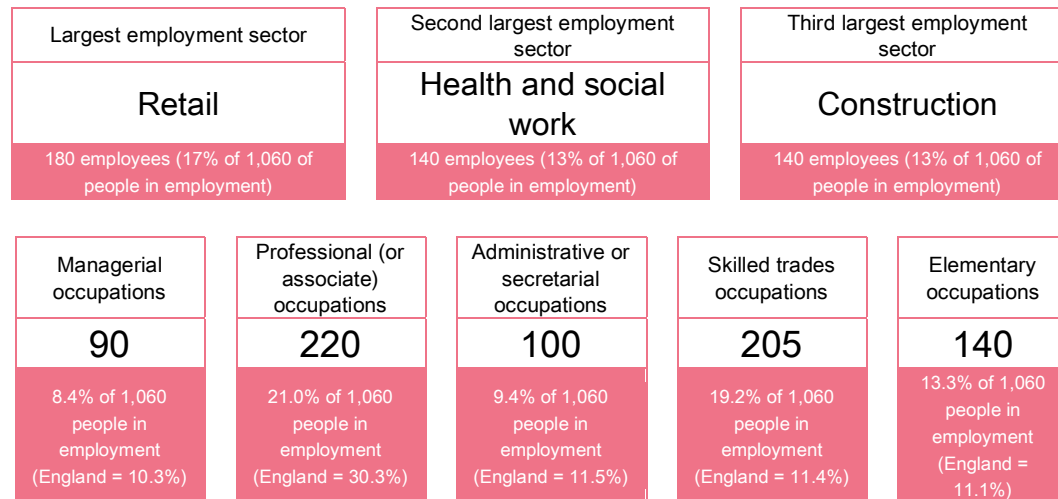 Largest employment sector
Retail
180 employees (17% of 1,060 of
people in employment)
Second largest employment
sector
Health and social
work
140 employees (13% of 1,060 of
people in employment)
Third largest employment
sector
Construction
140 employees (13% of 1,060 of
people in employment)
Managerial
occupations
90
8.4% of 1,060
people in
employment
(England = 10.3%)
Professional (or
associate)
occupations
220
21.0% of 1,060
people in
employment
(England = 30.3%)
Administrative or
secretarial
occupations
100
9.4% of 1,060
people in
employment
(England = 11.5%)
Skilled trades
occupations
205
19.2% of 1,060
people in
employment
(England = 11.4%)
Elementary
occupations
140
13.3% of 1,060
people in
employment
(England =
11.1%)